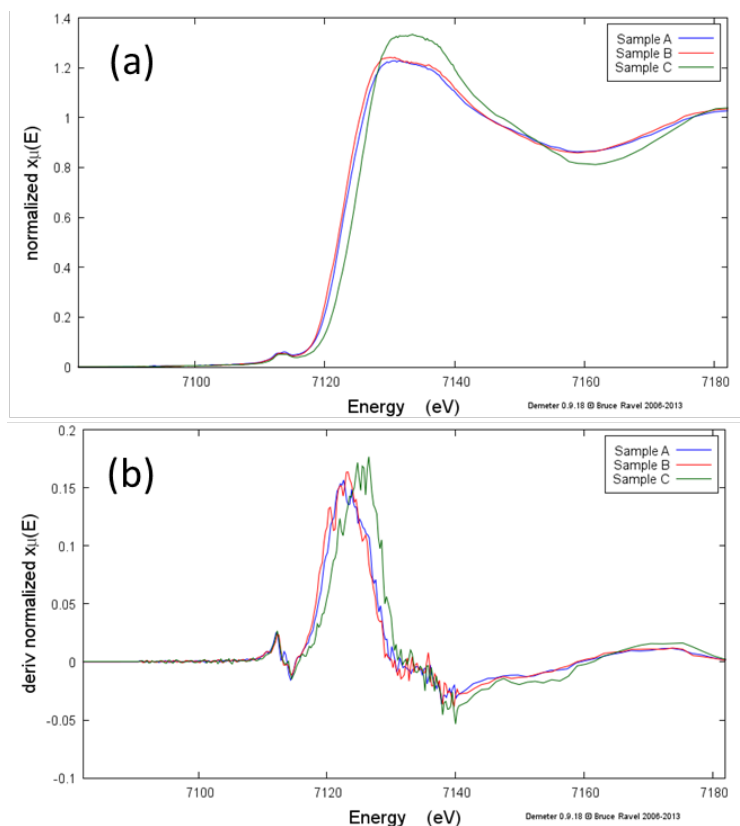 (a)
Sample A
Sample B
Sample C
normalized xμ(E)
1.4
1.2
1
0.8
0.6
0.4
0.2
0
7100
7120
7140
7160
7180
Energy (eV)
Demeter 0.9.18 © Bruce Ravel 2006-2013
(b)
Sample A
Sample B
Sample C
deriv normalized xμ(E)
0.2
0.15
0.1
0.05
0
-0.05
-0.1
7100
7120
7140
7160
7180
Energy (eV)
Demeter 0.9.18 © Bruce Ravel 2006-2013